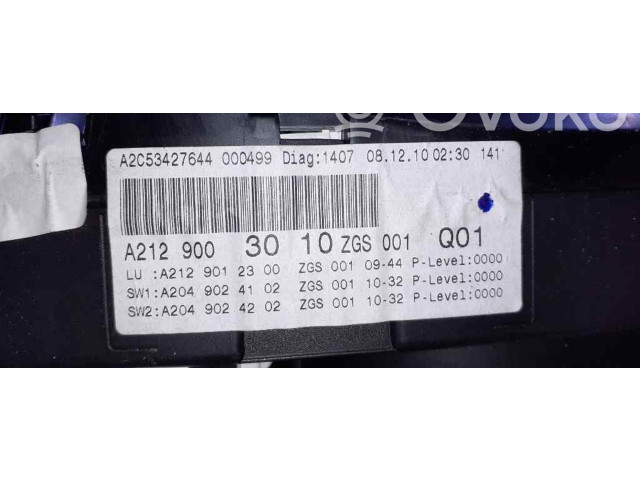 Ovoko
A2C53427644 000499 Diag:1407 08.12.10 02:30 141
A212 900 30 10 ZGS 001 Q01
LU :A212 901 23 00 ZGS 001 09-44 P-Level:0000
SW1:A204 902 41 02 ZGS 001 10-32 P-Level:0000
SW2:A204 902 42 02 ZGS 001 10-32 P-Level:0000